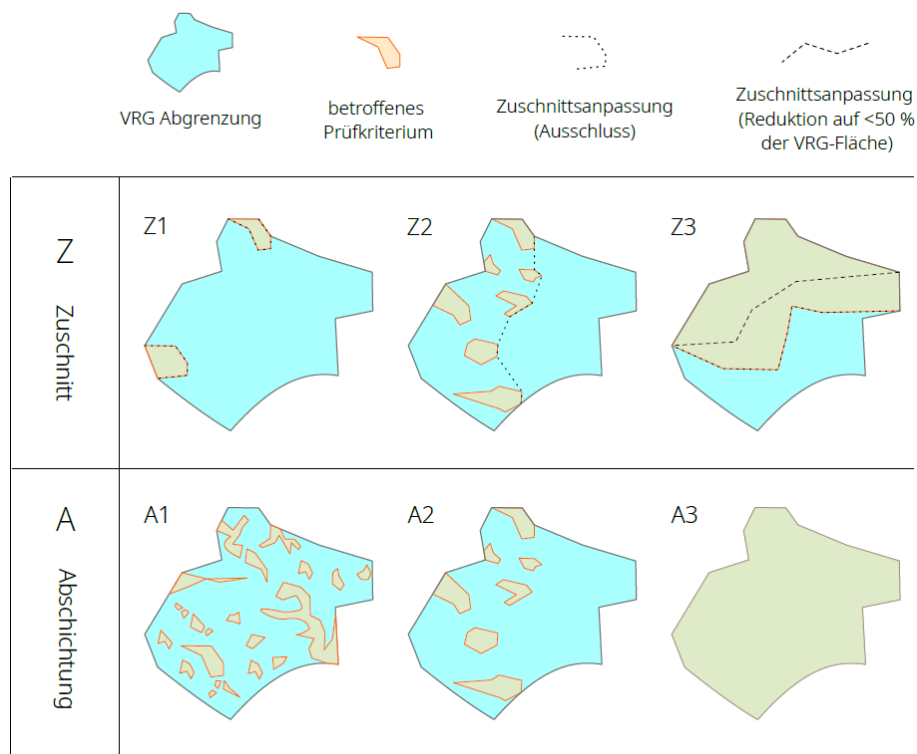 VRG Abgrenzung
betroffenes
Prüfkriterium
Zuschnittsanpassung
(Ausschluss)
Zuschnittsanpassung
(Reduktion auf <50 %
der VRG-Fläche)
Z
Zuschnitt
Z1
Z2
Z3
A
Abschichtung
A1
A2
A3